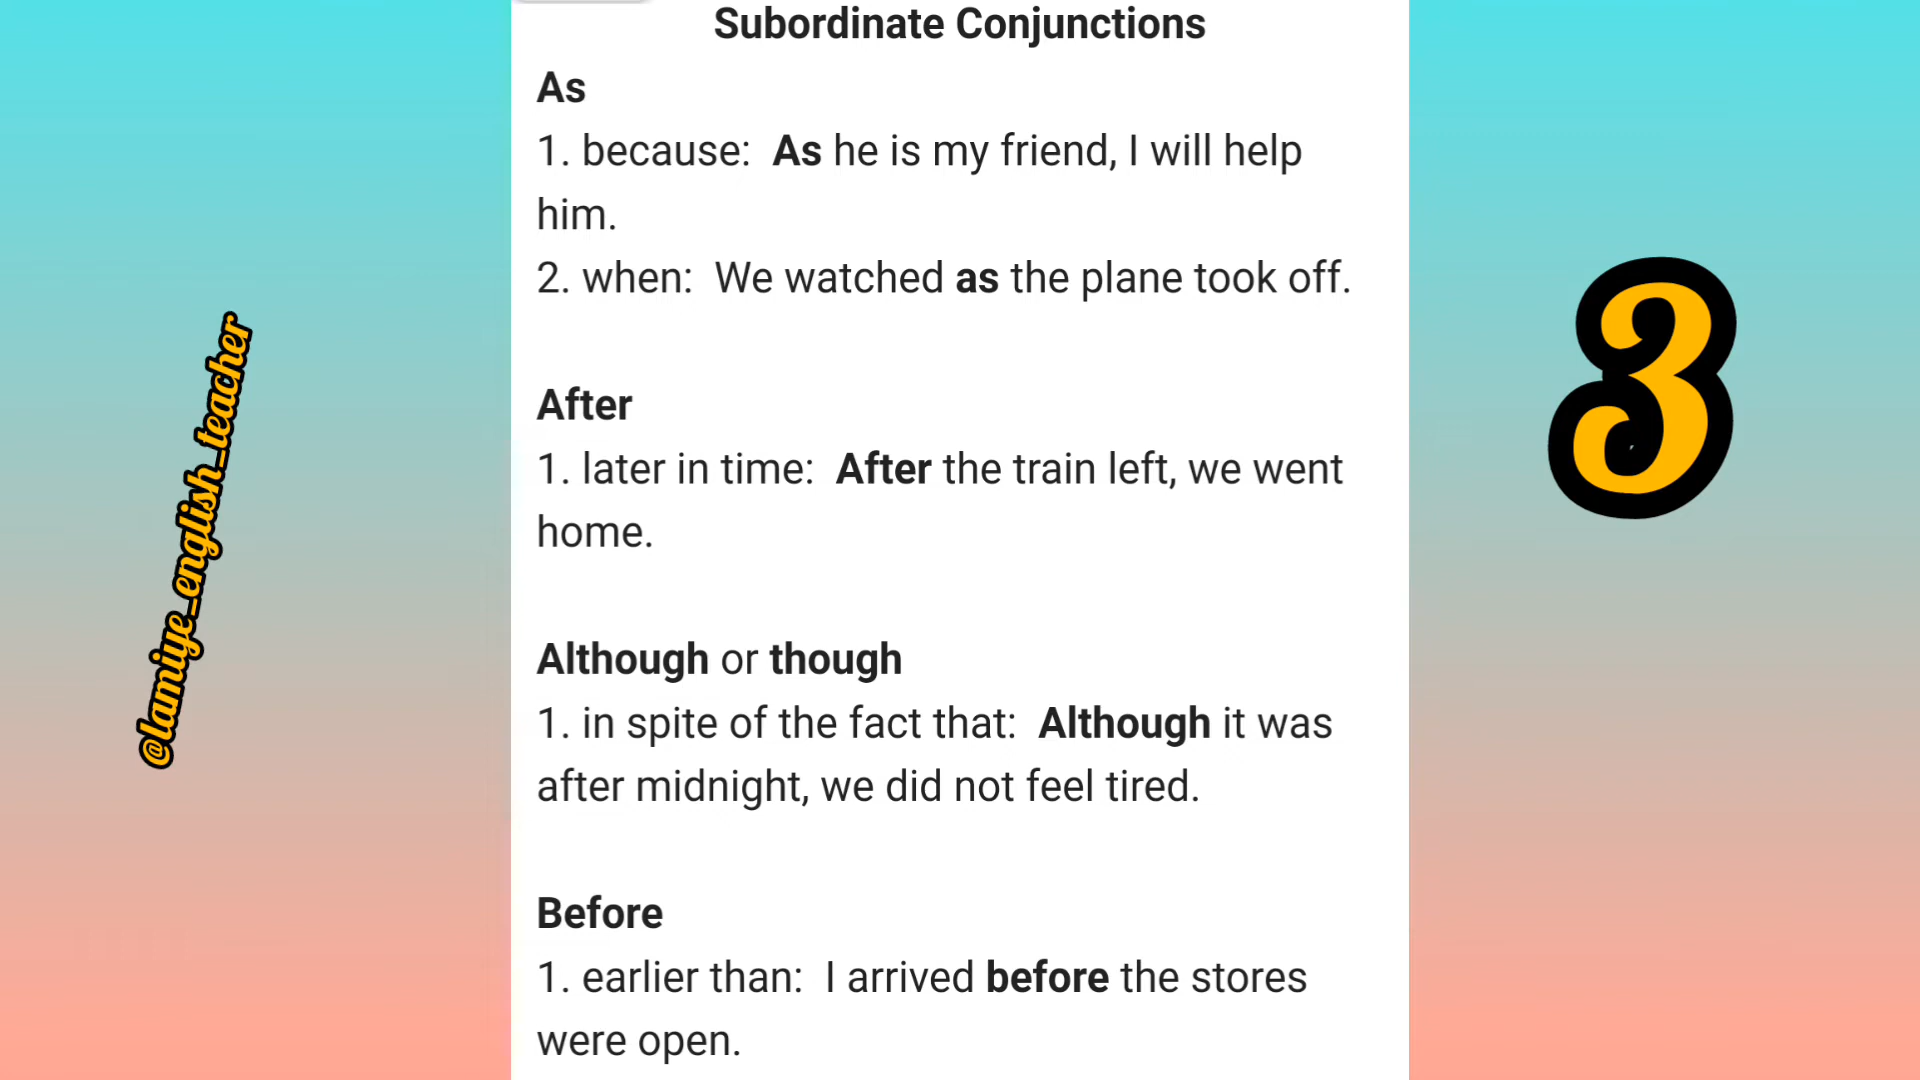 Subordinate Conjunctions
As
1. because: As he is my friend, I will help
him.
2. when: We watched as the plane took off.
After
1. later in time: After the train left, we went
home.
Although or though
1. in spite of the fact that: Although it was
after midnight, we did not feel tired.
Before
1. earlier than: I arrived before the stores
were open.
@lamiye_english_teacher
3